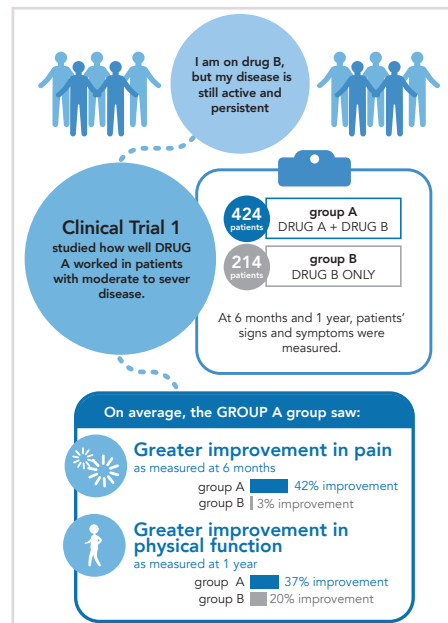 I am on drug B,
but my disease is
still active and
persistent
Clinical Trial 1
studied how well DRUG
A worked in patients
with moderate to sever
disease.
424
patients
group A
DRUG A + DRUG B
214
patients
group B
DRUG B ONLY
At 6 months and 1 year, patients’
signs and symptoms were
measured.
On average, the GROUP A group saw:
Greater improvement in pain
as measured at 6 months
group A 42% improvement
group B 3% improvement
Greater improvement in
physical function
as measured at 1 year
group A 37% improvement
group B 20% improvement